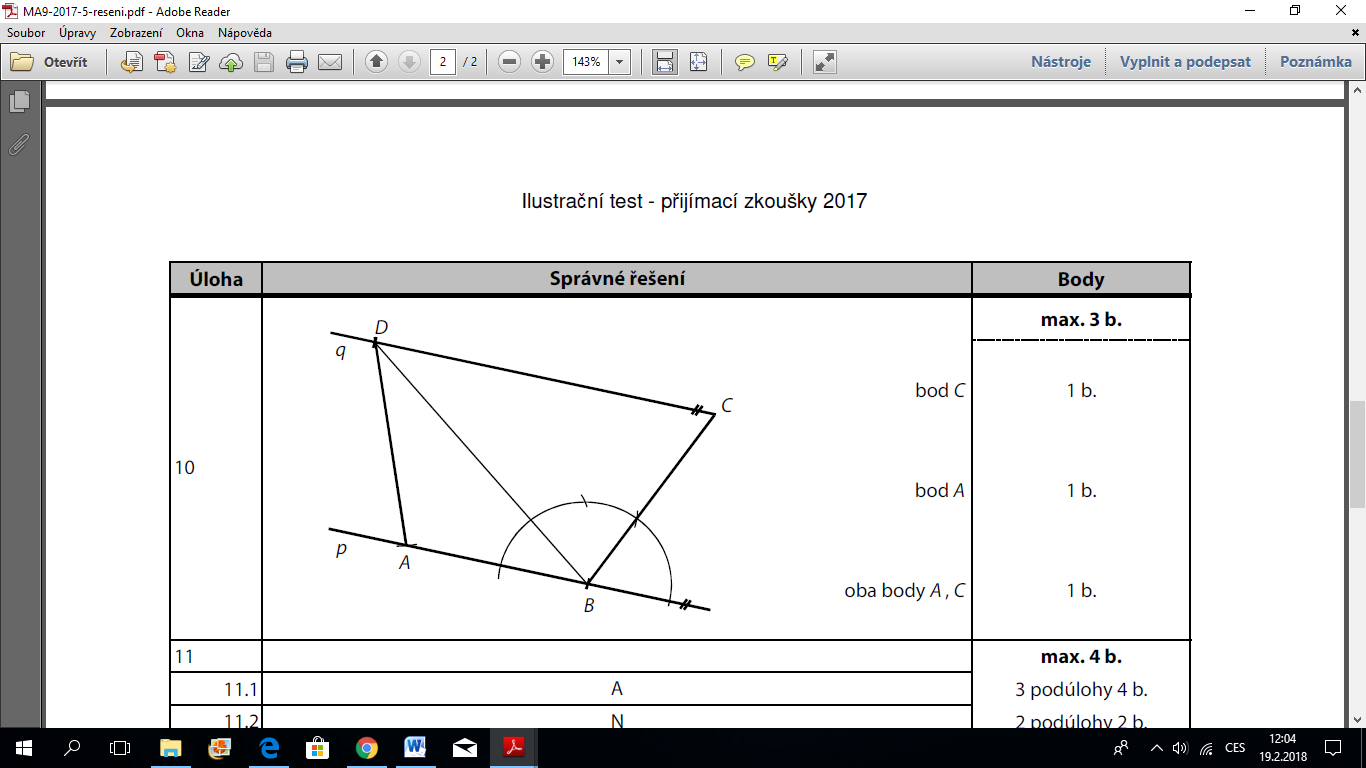 MA9-2017-5-reseni.pdf - Adobe Reader
Soubor Úpravy Zobrazení Okna Nápověda
Otevřít 2 / 2 143% Nástroje Vyplnit a podepsat Poznámka
Ilustrační test - přijímací zkoušky 2017
Úloha Správné řešení Body
max. 3 b.
D
q
bod C 1 b.
C
10
bod A 1 b.
p
A
oba body A , C 1 b.
B
11 max. 4 b.
11.1 A 3 podúlohy 4 b.
11.2 N 2 podúlohy 2 b.
CES
12:04
19.2.2018